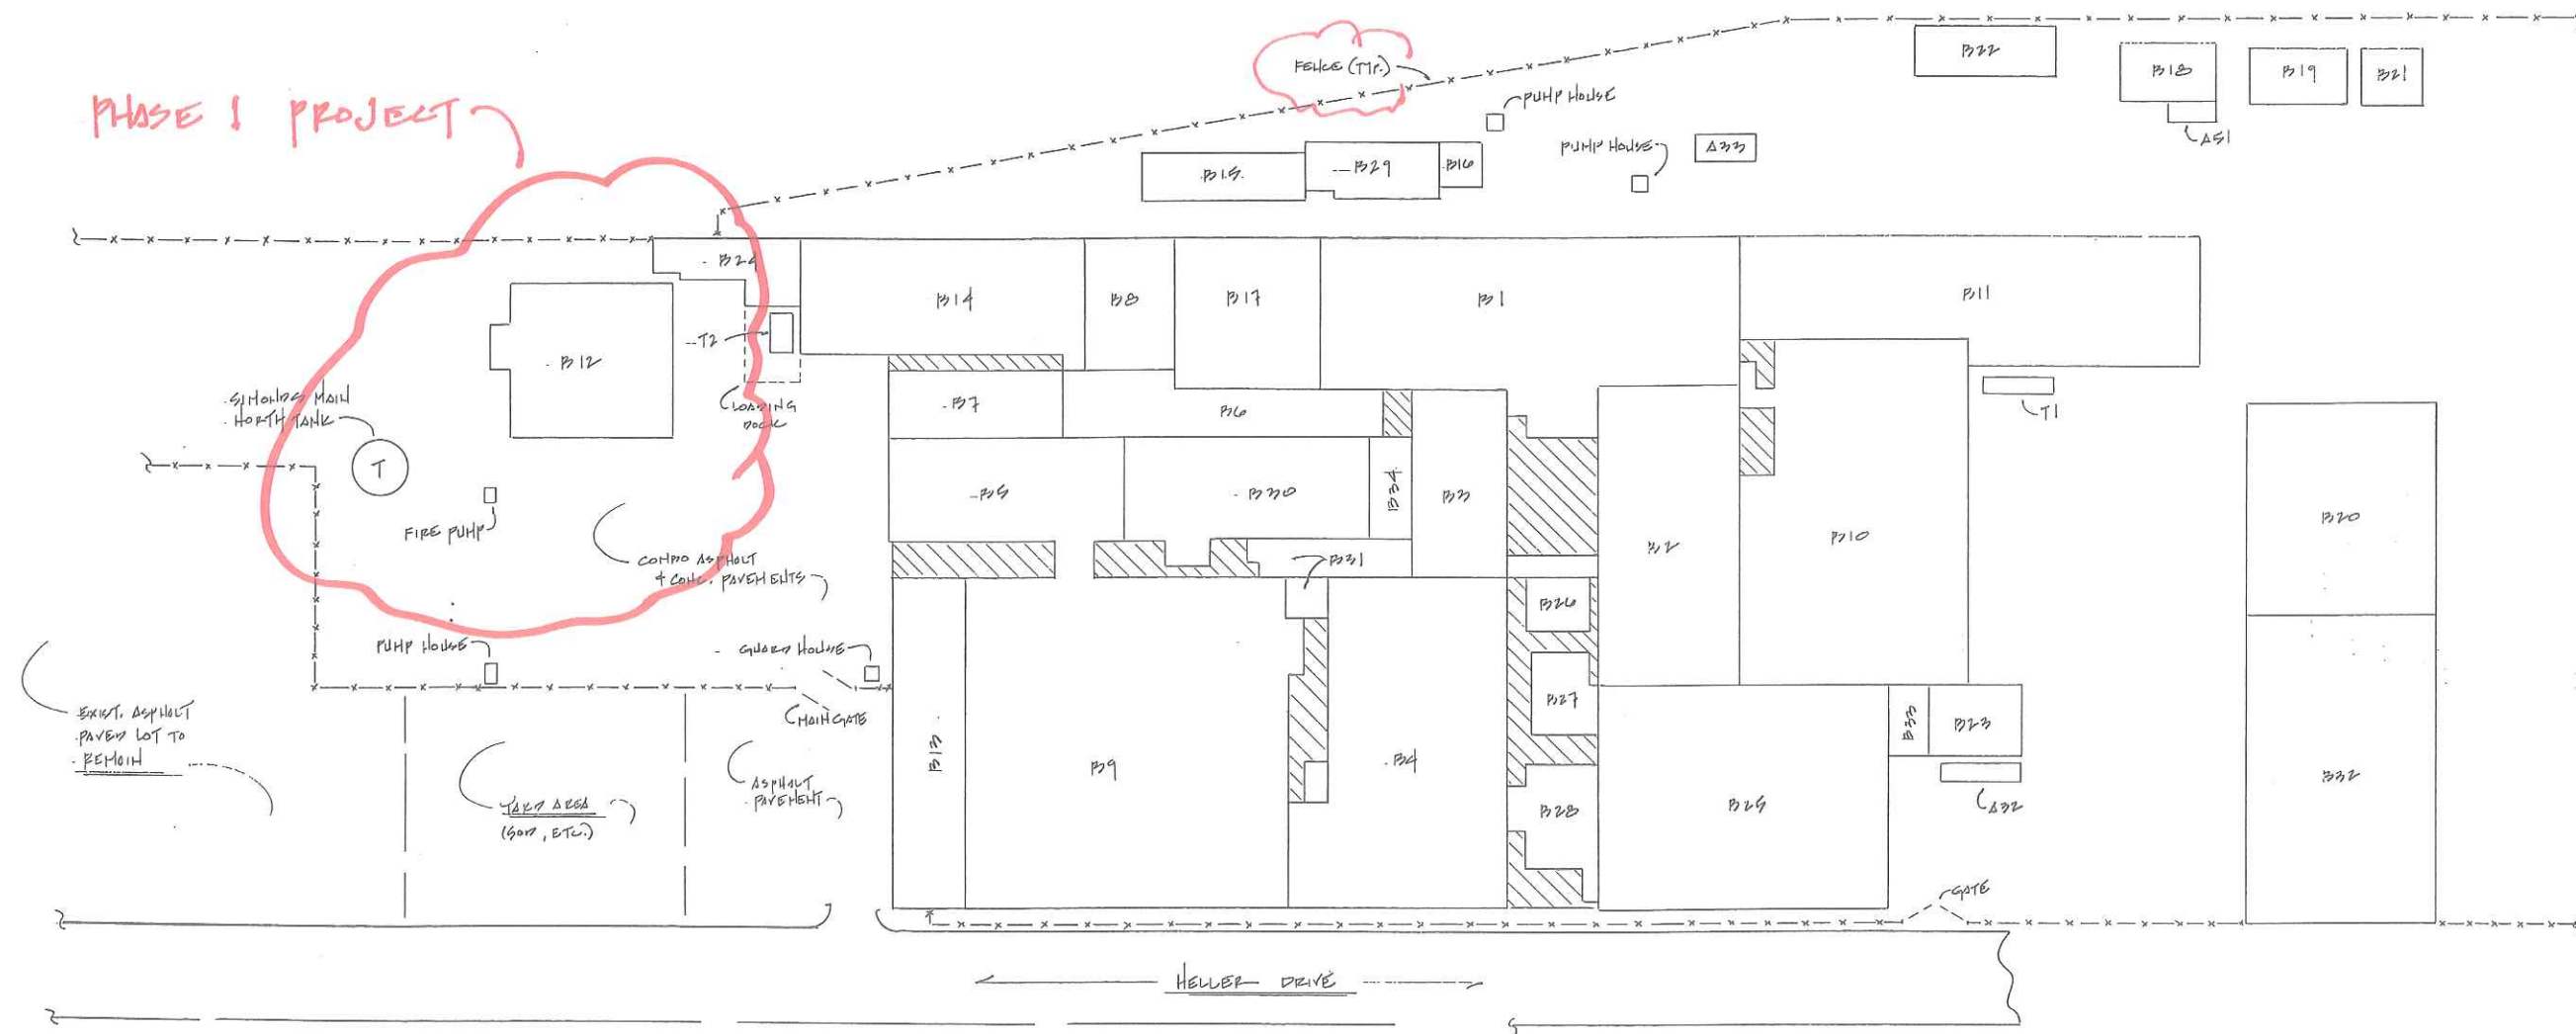 PHASE 1 PROJECT
FENCE (TYP.)
PUMP HOUSE
PUMP HOUSE
A33
B22
B18
B19
B21
A51
B15
B29
B16
B24
B14
B8
B17
B1
B11
B12
T2
LOADING
DOCK
SIMONDS MAIN
NORTH TANK
T
FIRE PUMP
COMPO ASPHALT
& CONC. PAVEMENTS
B7
B6
B5
B30
B34
B3
B31
B2
B10
T1
B20
B26
B27
B28
PUMP HOUSE
GUARD HOUSE
MAIN GATE
EXIST. ASPHALT
PAVED LOT TO
REMAIN
YARD AREA
(SOD, ETC.)
ASPHALT
PAVEMENT
B13
B9
B4
B25
B33
B23
A32
B32
GATE
HELLER DRIVE